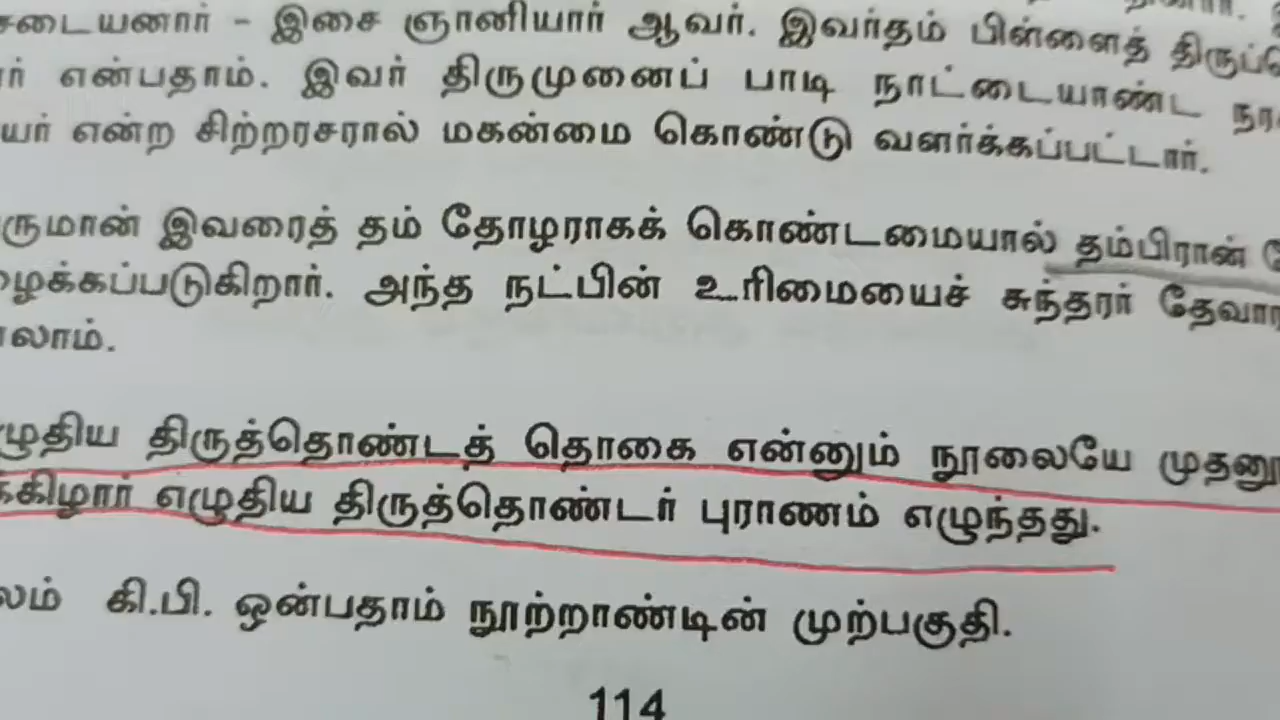 சடையனார் - இசை ஞானியார் ஆவர். இவர்தம் பிள்ளைத்
ர் என்பதாம். இவர் திருமுனைப் பாடி நாட்டையாண்ட
யர் என்ற சிற்றரசரால் மகன்மை கொண்டு வளர்க்கப்பட்டார்.
ருமான் இவரைத் தம் தோழராகக் கொண்டமையால் தம்பிரான்
ழைக்கப்படுகிறார். அந்த நட்பின் உரிமையைச் சுந்தரர் தேவார
லாம்.
ழுதிய திருத்தொண்டத் தொகை என்னும் நூலையே முதனூ
க்கிழார் எழுதிய திருத்தொண்டர் புராணம் எழுந்தது.
லம் கி.பி. ஒன்பதாம் நூற்றாண்டின் முற்பகுதி.
114